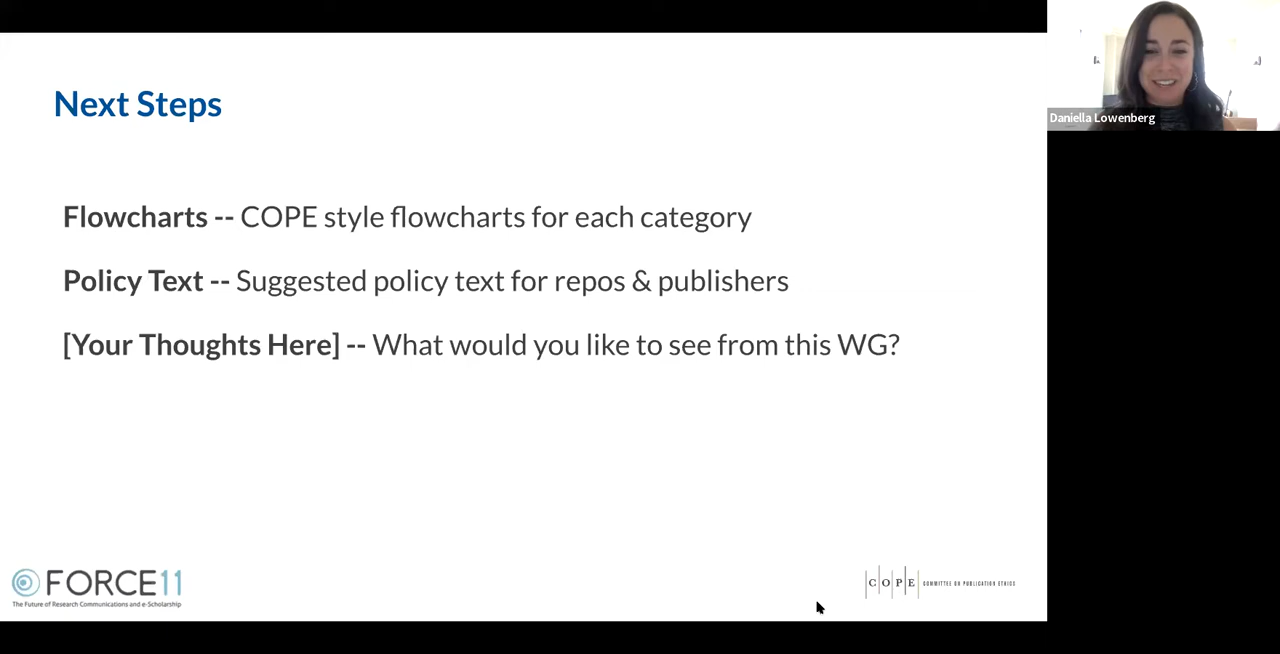 Next Steps
Daniella Lowenberg
Flowcharts -- COPE style flowcharts for each category
Policy Text -- Suggested policy text for repos & publishers
[Your Thoughts Here] -- What would you like to see from this WG?
FORCE11
The Future of Research Communications and e-Scholarship
C O P E COMMITTEE ON PUBLICATION ETHICS